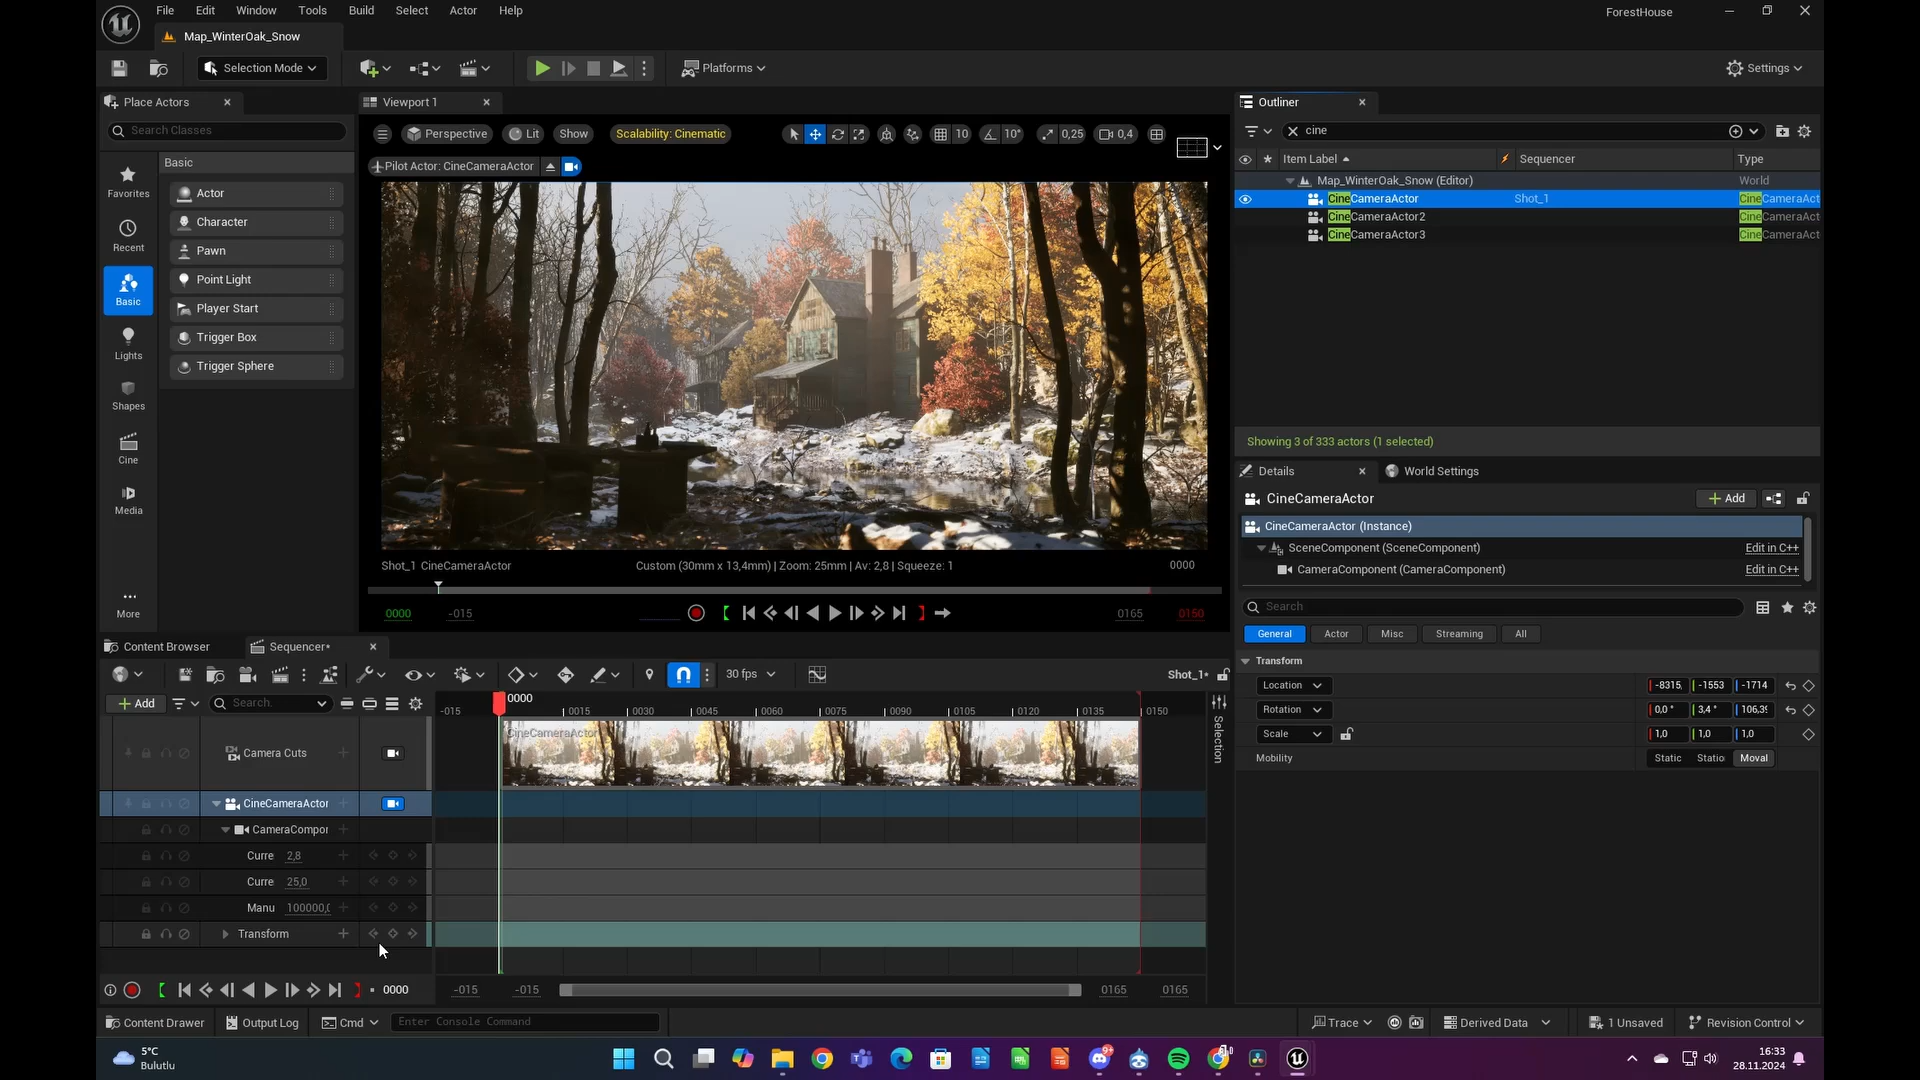 File Edit Window Tools Build Select Actor Help
ForestHouse
Map_WinterOak_Snow
Selection Mode
Platforms
Settings
Place Actors
Search Classes
Favorites
Recent
Basic
Lights
Shapes
Cine
Media
More
Basic
Actor
Character
Pawn
Point Light
Player Start
Trigger Box
Trigger Sphere
Viewport 1
Perspective Lit Show Scalability: Cinematic 10 10° 0,25 0,4
Pilot Actor: CineCameraActor
Shot_1 CineCameraActor Custom (30mm x 13,4mm) | Zoom: 25mm | Av: 2,8 | Squeeze: 1 0000
0000 -015 0165 0150
Outliner
cine
Item Label Sequencer Type
Map_WinterOak_Snow (Editor) World
CineCameraActor Shot_1 CineCameraAct
CineCameraActor2 CineCameraAct
CineCameraActor3 CineCameraAct
Showing 3 of 333 actors (1 selected)
Details World Settings
CineCameraActor Add
CineCameraActor (Instance)
SceneComponent (SceneComponent) Edit in C++
CameraComponent (CameraComponent) Edit in C++
Search
General Actor Misc Streaming All
Transform
Location -8315, -1553 -1714
Rotation 0,0 ° 3,4 ° 106,39
Scale 1,0 1,0 1,0
Mobility Static Statio Moval
Content Browser Sequencer*
30 fps Shot_1*
Add Search.
-015 0000 0015 0030 0045 0060 0075 0090 0105 0120 0135 0150
Selection
Camera Cuts
CineCameraActor
CineCameraActor
CameraCompor
Curre 2,8
Curre 25,0
Manu 100000,0
Transform
0000 -015 -015 0165 0165
Content Drawer Output Log Cmd Enter Console Command Trace Derived Data 1 Unsaved Revision Control
5°C
Bulutlu
9+
16:33
28.11.2024